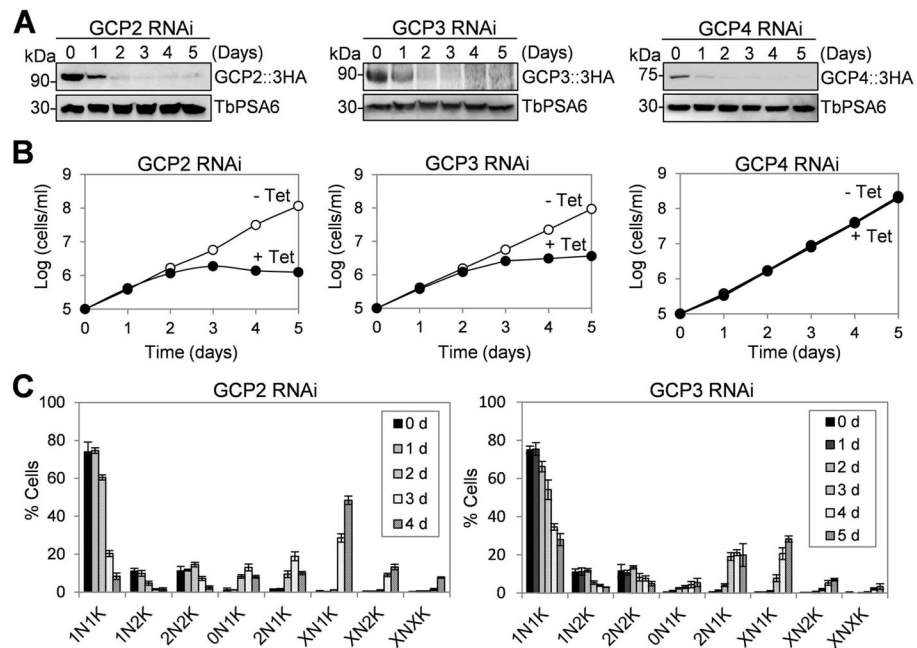 A
GCP2 RNAi
kDa 0 1 2 3 4 5 (Days)
90 GCP2::3HA
30 TbPSA6
GCP3 RNAi
kDa 0 1 2 3 4 5 (Days)
90 GCP3::3HA
30 TbPSA6
GCP4 RNAi
kDa 0 1 2 3 4 5 (Days)
75 GCP4::3HA
30 TbPSA6
B
GCP2 RNAi
Log (cells/ml)
9
8
7
6
5
- Tet
+ Tet
0 1 2 3 4 5
Time (days)
GCP3 RNAi
Log (cells/ml)
9
8
7
6
5
- Tet
+ Tet
0 1 2 3 4 5
Time (days)
GCP4 RNAi
Log (cells/ml)
9
8
7
6
5
- Tet
+ Tet
0 1 2 3 4 5
Time (days)
C
GCP2 RNAi
% Cells
100
80
60
40
20
0
0 d
1 d
2 d
3 d
4 d
1N1K 1N2K 2N2K 0N1K 2N1K XN1K XN2K XNXK
GCP3 RNAi
% Cells
100
80
60
40
20
0
0 d
1 d
2 d
3 d
4 d
5 d
1N1K 1N2K 2N2K 0N1K 2N1K XN1K XN2K XNXK